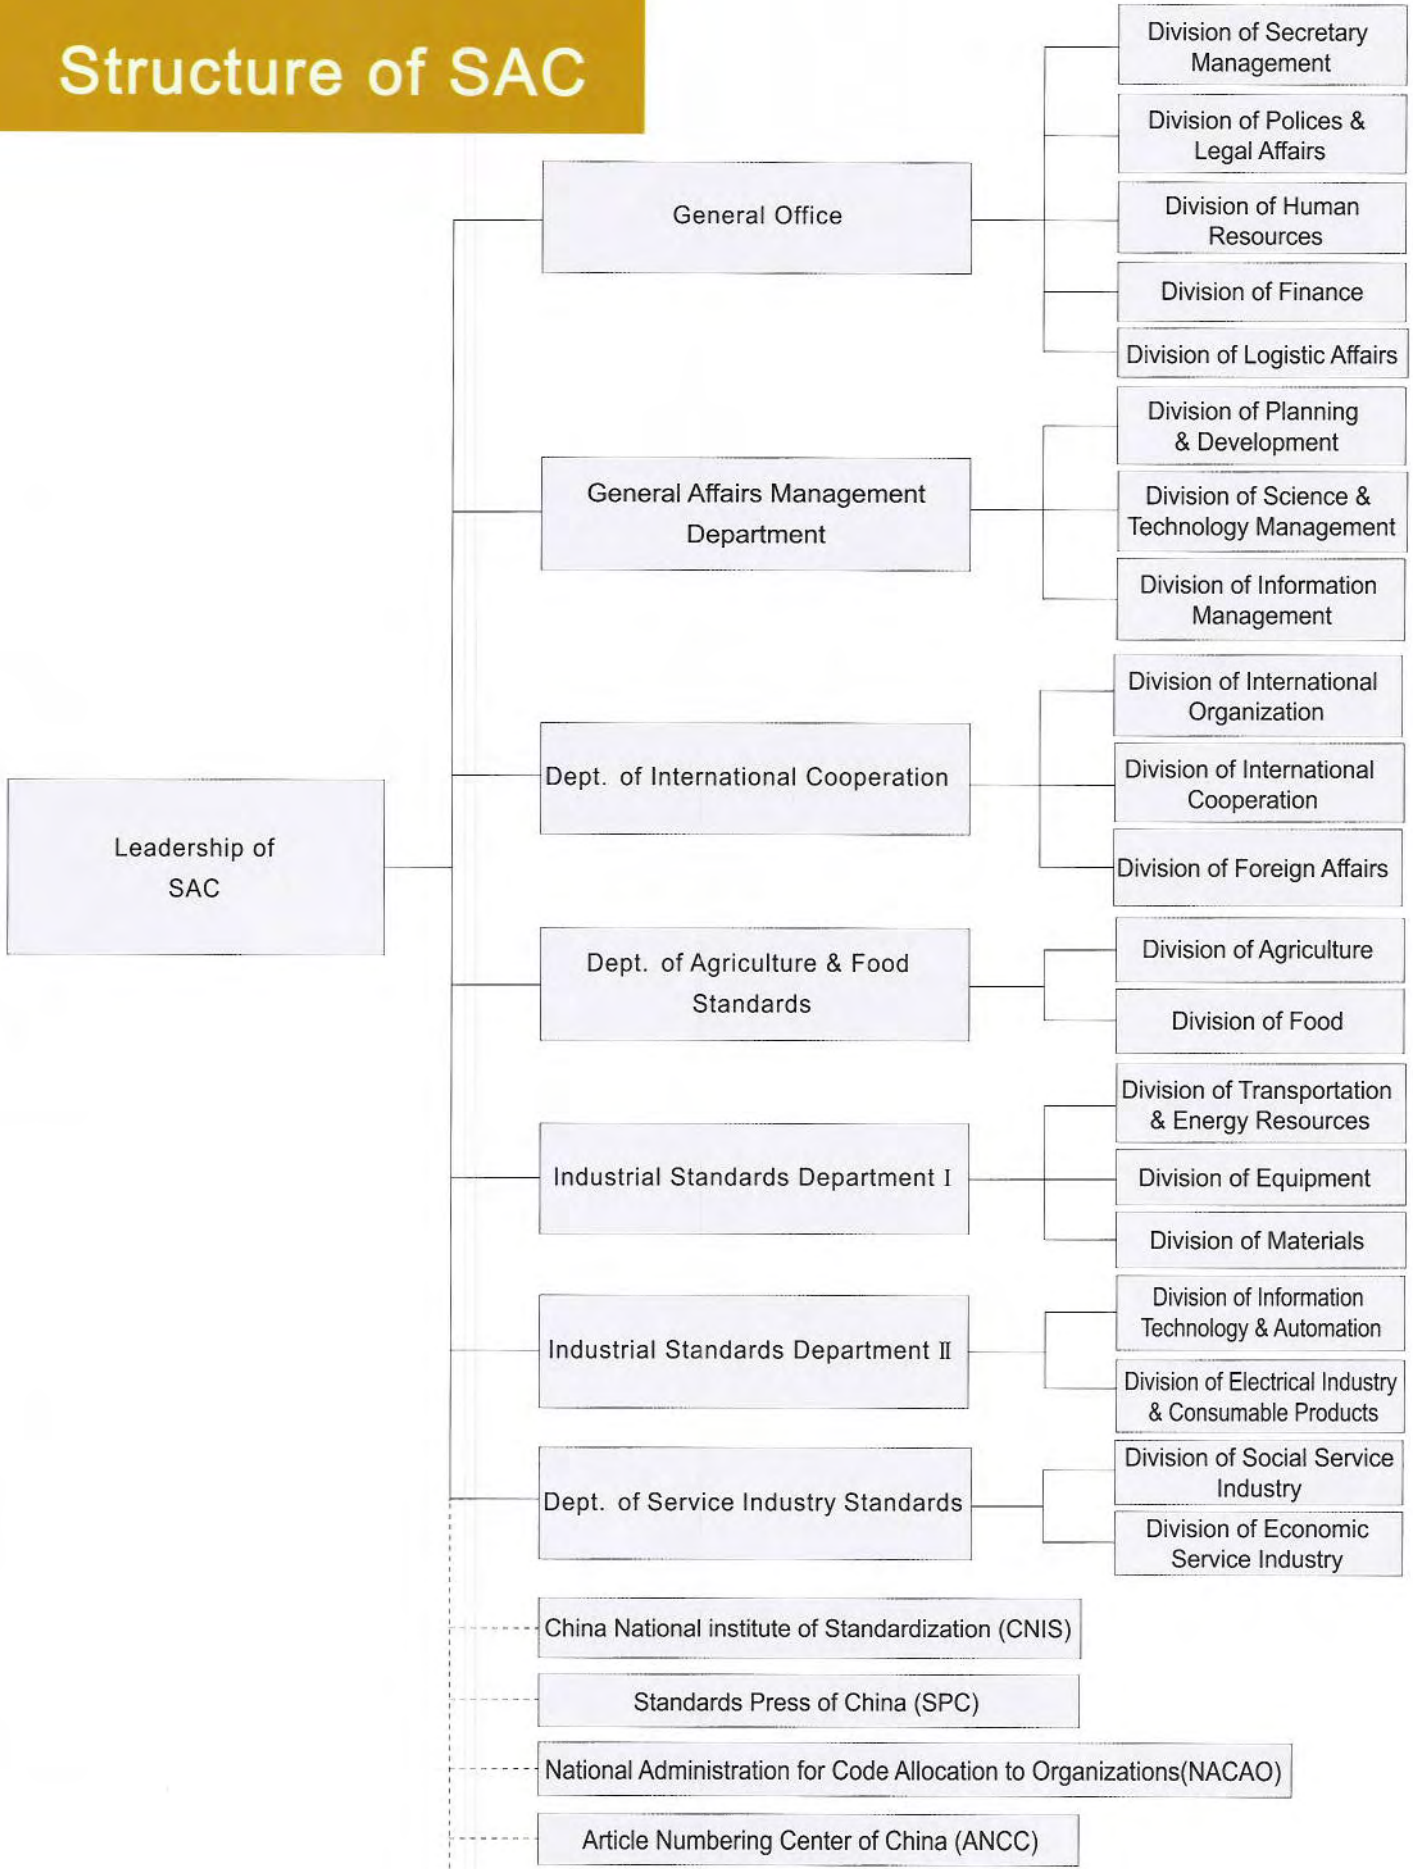 Structure of SAC
Leadership of
SAC
General Office
Division of Secretary
Management
Division of Polices &
Legal Affairs
Division of Human
Resources
Division of Finance
Division of Logistic Affairs
General Affairs Management
Department
Division of Planning
& Development
Division of Science &
Technology Management
Division of Information
Management
Dept. of International Cooperation
Division of International
Organization
Division of International
Cooperation
Division of Foreign Affairs
Dept. of Agriculture & Food
Standards
Division of Agriculture
Division of Food
Industrial Standards Department I
Division of Transportation
& Energy Resources
Division of Equipment
Division of Materials
Industrial Standards Department II
Division of Information
Technology & Automation
Division of Electrical Industry
& Consumable Products
Dept. of Service Industry Standards
Division of Social Service
Industry
Division of Economic
Service Industry
China National institute of Standardization (CNIS)
Standards Press of China (SPC)
National Administration for Code Allocation to Organizations(NACAO)
Article Numbering Center of China (ANCC)